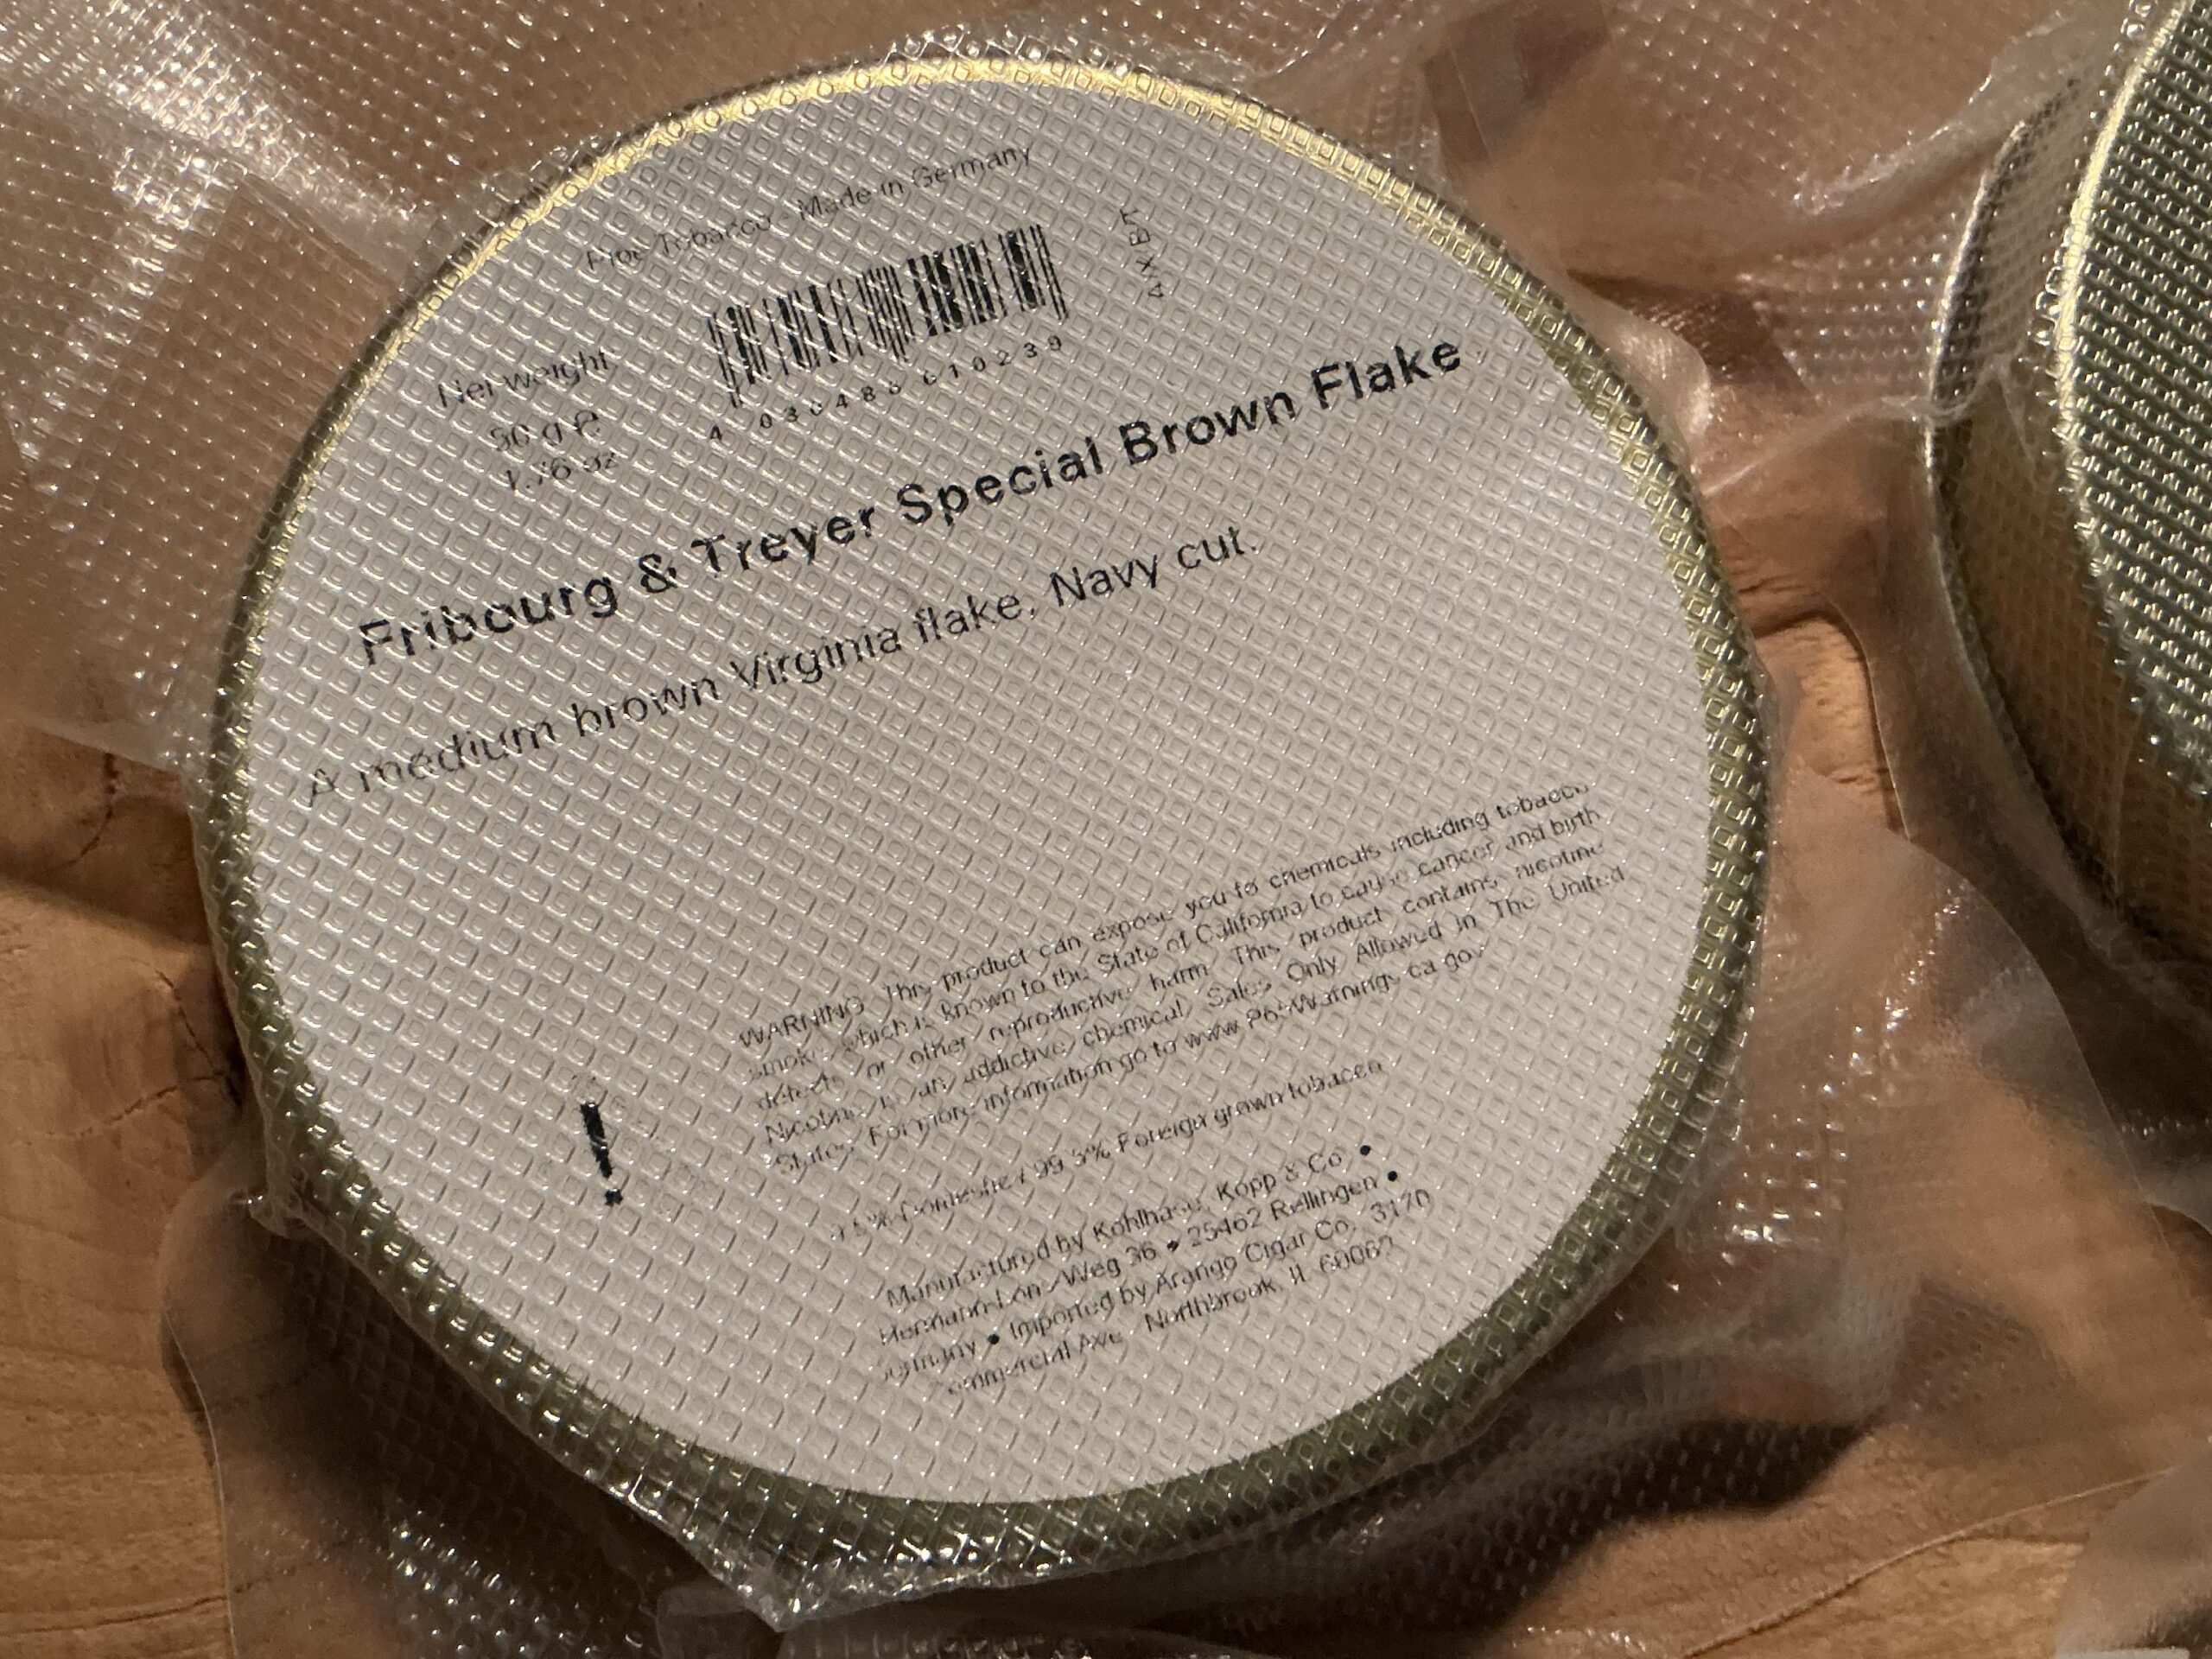 Pipe Tobacco - Made in Germany
4XBT
Net weight
50 g ℮
1.76 oz
4 030483 610239
Fribourg & Treyer Special Brown Flake
A medium brown Virginia flake. Navy cut.
WARNING This product can expose you to chemicals including tobacco
smoke, which is known to the State of California to cause cancer and birth
defects or other reproductive harm. This product contains nicotine.
Nicotine is an addictive chemical. Sales Only Allowed in The United
States. For more information go to www.P65Warnings.ca.gov
% Domestic / 99.5% Foreign grown tobacco
!
Manufactured by Kohlhase, Kopp & Co. •
Hermann-Löns-Weg 36 • 25462 Rellingen •
Germany • Imported by Arango Cigar Co. 3170
Commercial Ave. Northbrook, IL 60062